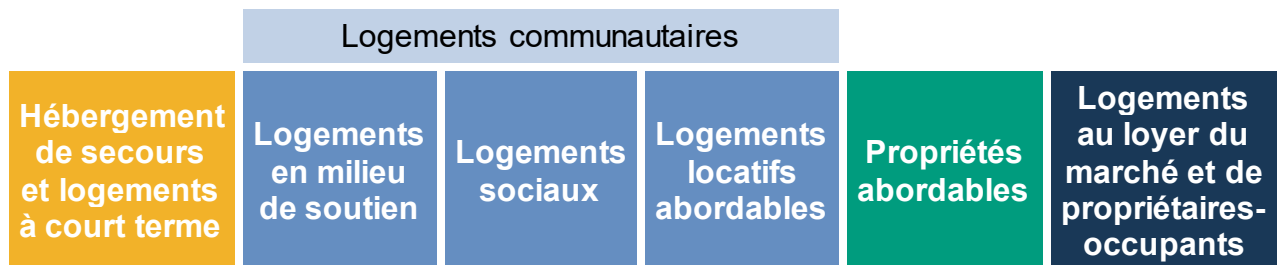 Logements communautaires
Hébergement
de secours
et logements
à court terme
Logements
en milieu
de soutien
Logements
sociaux
Logements
locatifs
abordables
Propriétés
abordables
Logements
au loyer du
marché et de
propriétaires-
occupants